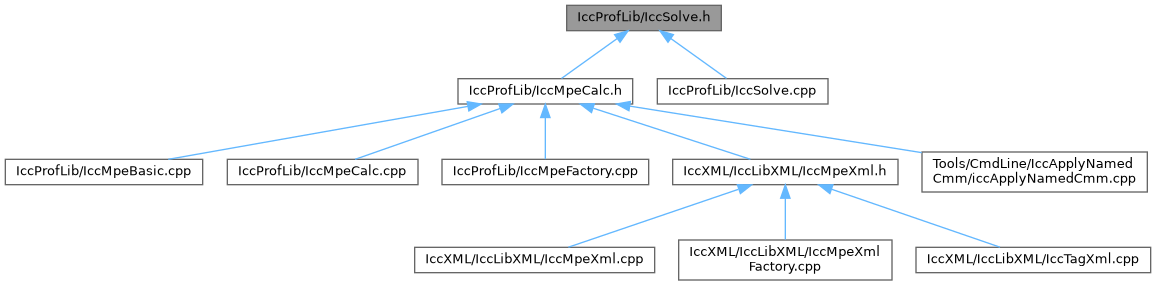 IccProfLib/IccSolve.h
IccProfLib/IccMpeCalc.h
IccProfLib/IccSolve.cpp
IccProfLib/IccMpeBasic.cpp
IccProfLib/IccMpeCalc.cpp
IccProfLib/IccMpeFactory.cpp
IccXML/IccLibXML/IccMpeXml.h
Tools/CmdLine/IccApplyNamed
Cmm/iccApplyNamedCmm.cpp
IccXML/IccLibXML/IccMpeXml.cpp
IccXML/IccLibXML/IccMpeXml
Factory.cpp
IccXML/IccLibXML/IccTagXml.cpp